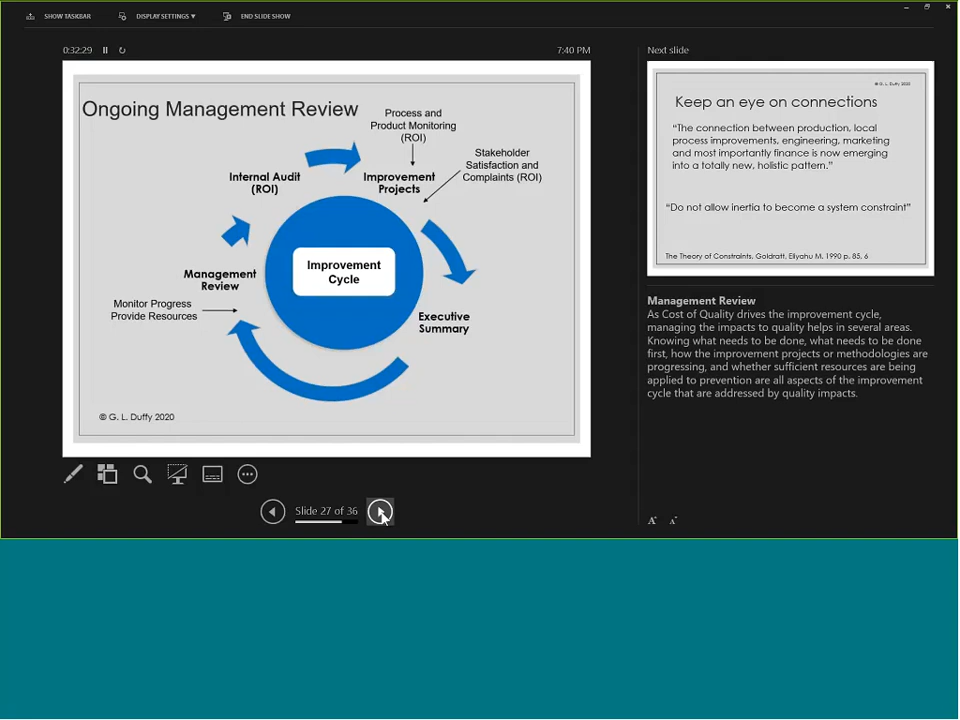 SHOW TASKBAR
DISPLAY SETTINGS ▼
END SLIDE SHOW
0:32:29
7:40 PM
Ongoing Management Review
Process and
Product Monitoring
(ROI)
Stakeholder
Satisfaction and
Complaints (ROI)
Internal Audit
(ROI)
Improvement
Projects
Improvement
Cycle
Management
Review
Monitor Progress
Provide Resources
Executive
Summary
© G. L. Duffy 2020
Slide 27 of 36
Next slide
© G. L. Duffy 2020
Keep an eye on connections
“The connection between production, local
process improvements, engineering, marketing
and most importantly finance is now emerging
into a totally new, holistic pattern.”
“Do not allow inertia to become a system constraint”
The Theory of Constraints, Goldratt, Eliyahu M, 1990 p. 85, 6
Management Review
As Cost of Quality drives the improvement cycle,
managing the impacts to quality helps in several areas.
Knowing what needs to be done, what needs to be done
first, how the improvement projects or methodologies are
progressing, and whether sufficient resources are being
applied to prevention are all aspects of the improvement
cycle that are addressed by quality impacts.
A A